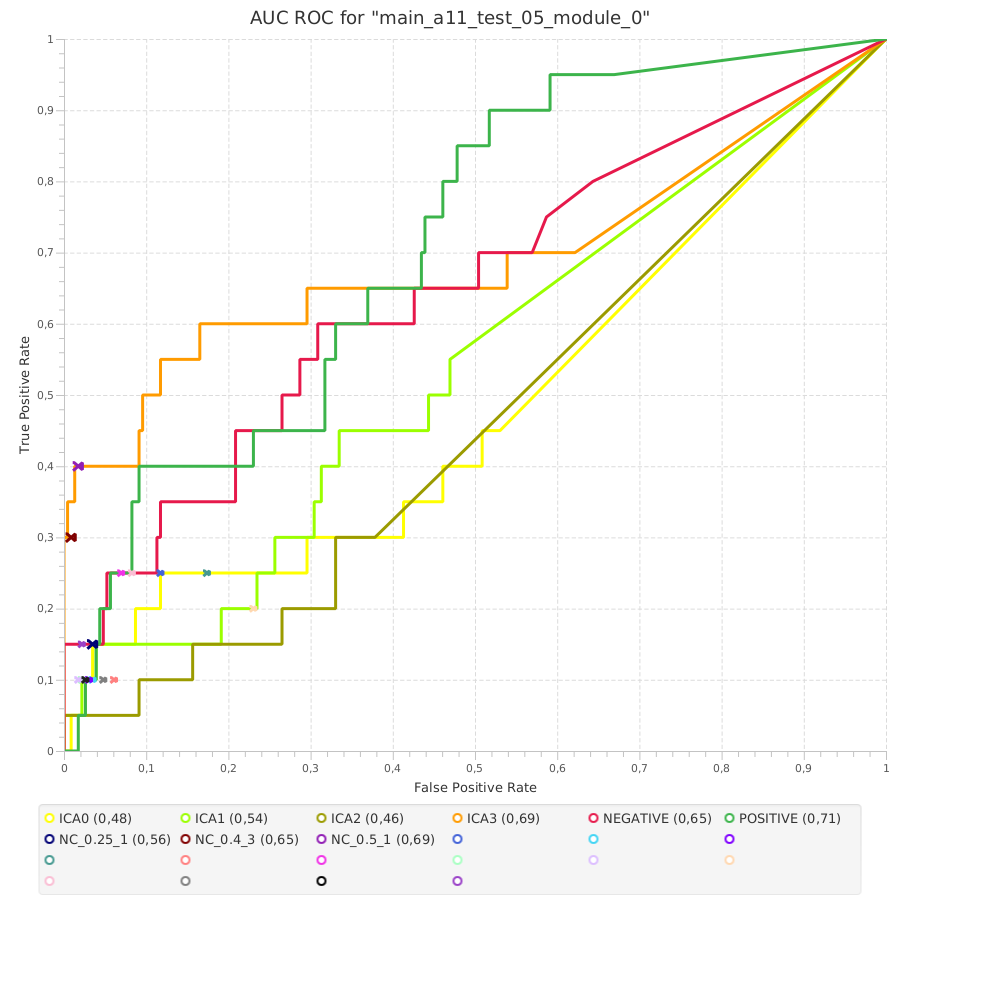 AUC ROC for "main_a11_test_05_module_0"
1
0,9
0,8
0,7
0,6
0,5
0,4
0,3
0,2
0,1
0
True Positive Rate
0 0,1 0,2 0,3 0,4 0,5 0,6 0,7 0,8 0,9 1
False Positive Rate
ICA0 (0,48) ICA1 (0,54) ICA2 (0,46) ICA3 (0,69) NEGATIVE (0,65) POSITIVE (0,71)
NC_0.25_1 (0,56) NC_0.4_3 (0,65) NC_0.5_1 (0,69)